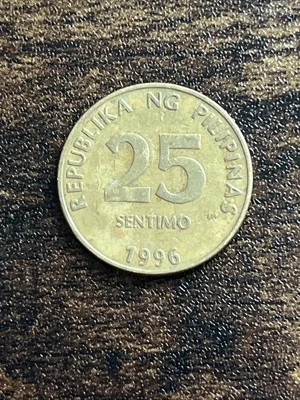 REPUBLIKA NG PILIPINAS
25
SENTIMO
1996